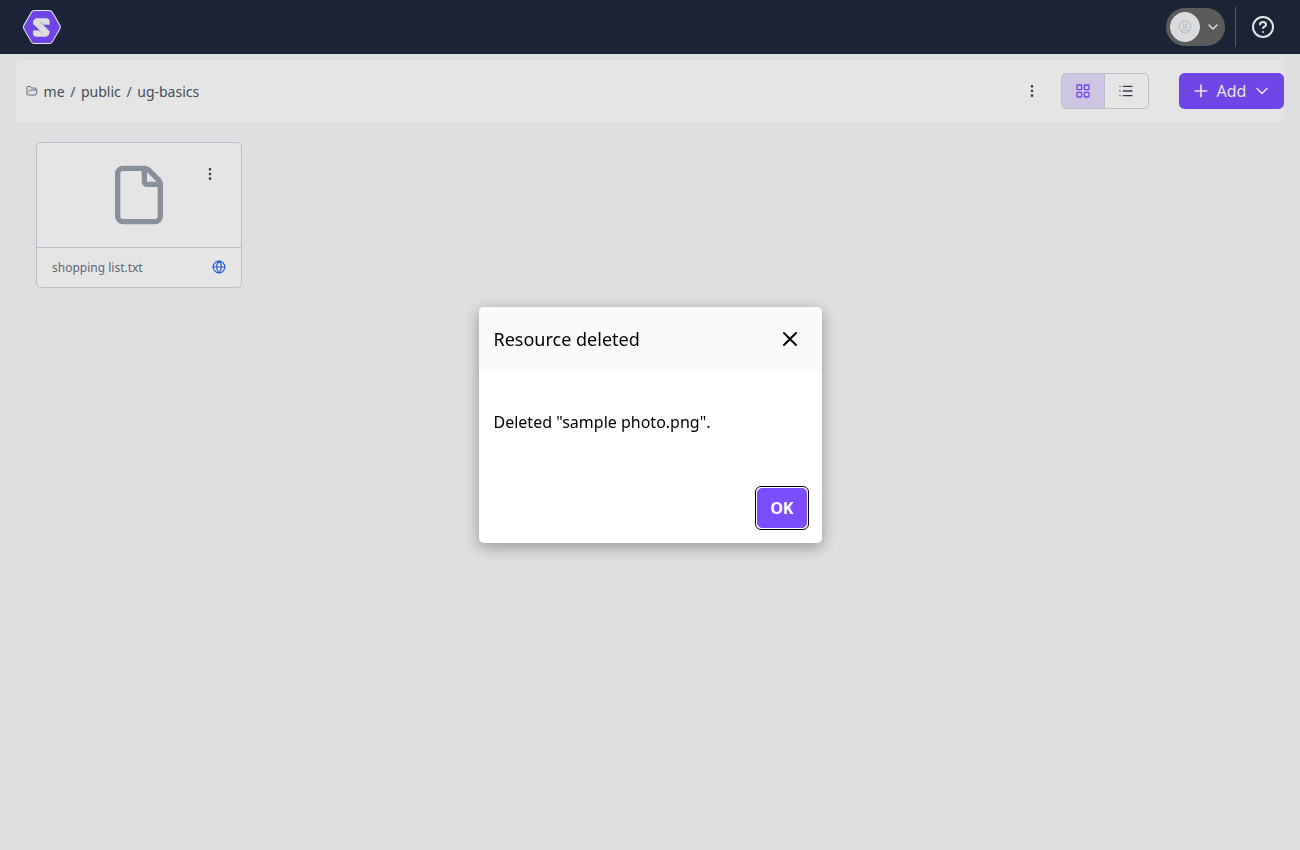 me / public / ug-basics
Add
shopping list.txt
Resource deleted
Deleted "sample photo.png".
OK